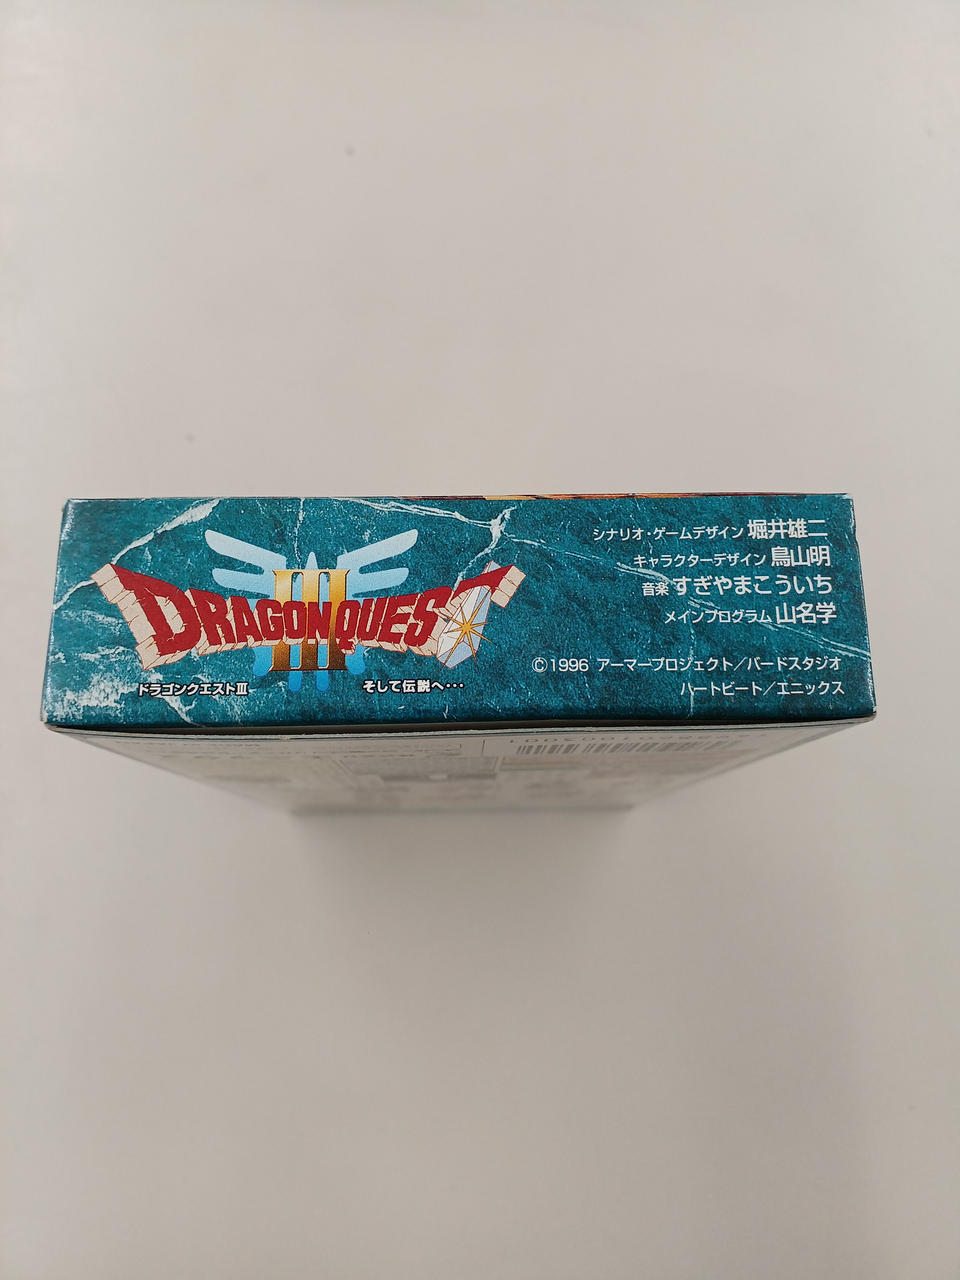 DRAGON QUEST
III
ドラゴンクエストIII
そして伝説へ…
シナリオ・ゲームデザイン 堀井雄二
キャラクターデザイン 鳥山明
音楽 すぎやまこういち
メインプログラム 山名学
©1996 アーマープロジェクト／バードスタジオ
ハートビート／エニックス